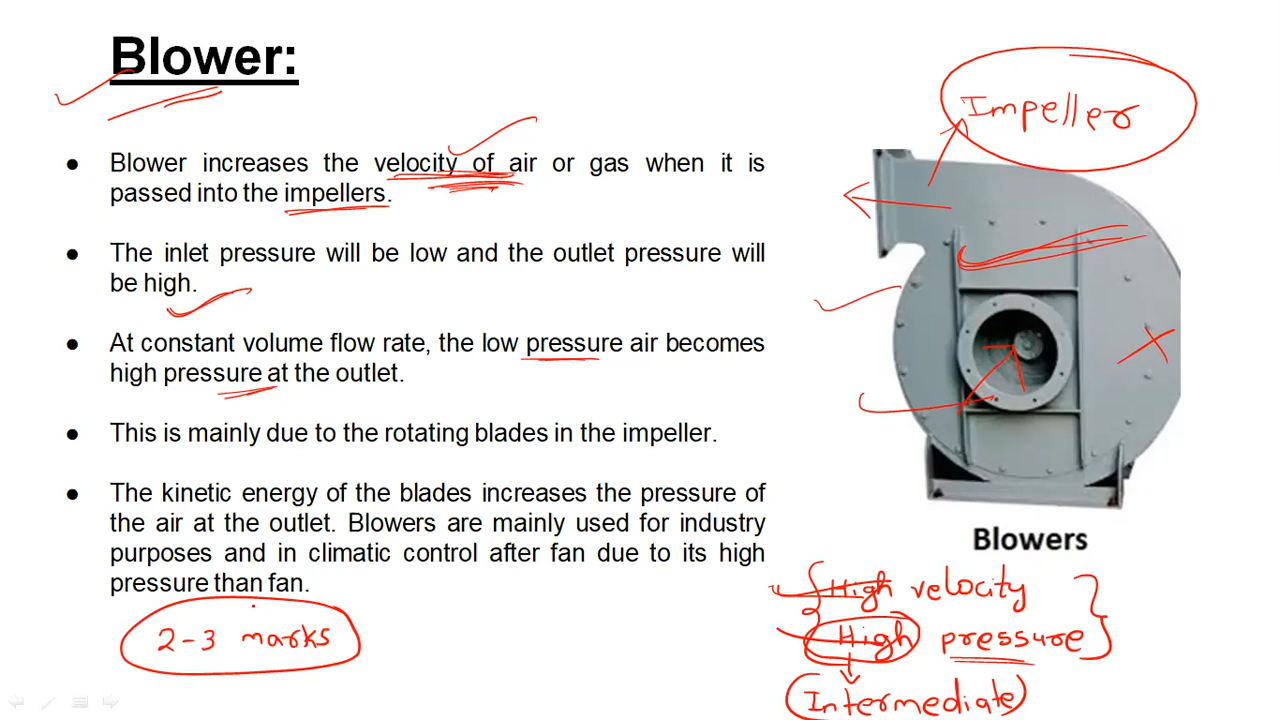 Blower:
Impeller
● Blower increases the velocity of air or gas when it is
passed into the impellers.
● The inlet pressure will be low and the outlet pressure will
be high.
● At constant volume flow rate, the low pressure air becomes
high pressure at the outlet.
● This is mainly due to the rotating blades in the impeller.
● The kinetic energy of the blades increases the pressure of
the air at the outlet. Blowers are mainly used for industry
purposes and in climatic control after fan due to its high
pressure than fan.
2-3 marks
Blowers
High velocity
High pressure
Intermediate